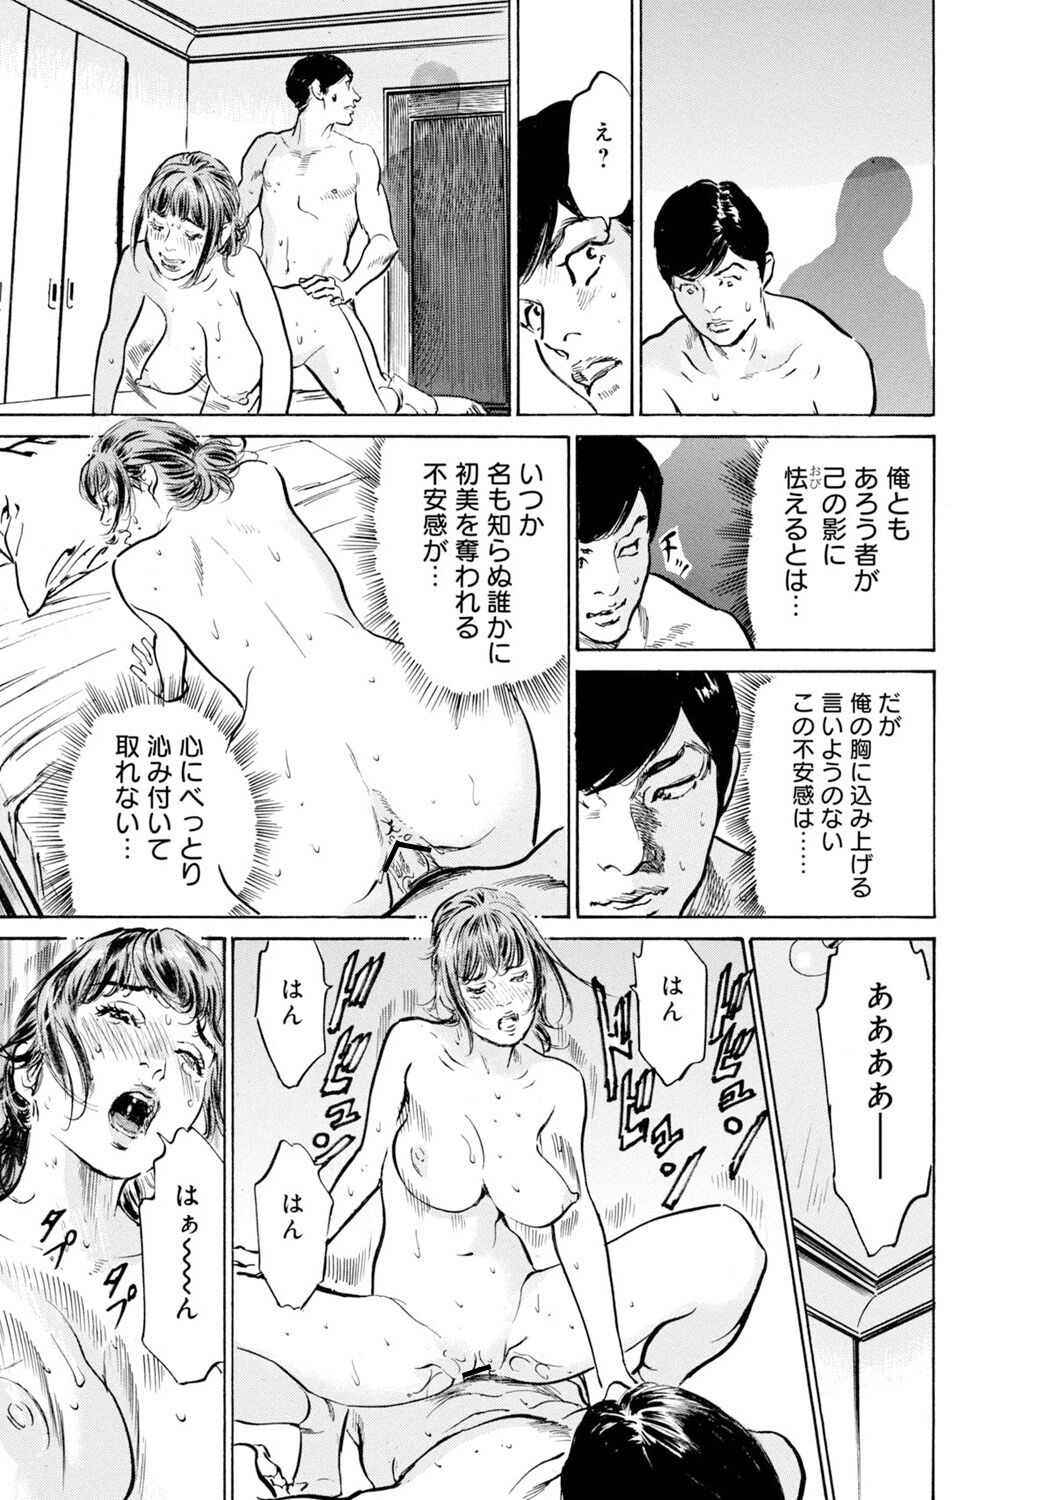 え？
俺とも
あろう者が
己の影に
怯えるとは…
おび
チッ
だが
俺の胸に込み上げる
言いようのない
この不安感は……
いつか
名も知らぬ誰かに
初美を奪われる
不安感が…
心にべっとり
沁み付いて
取れない…
ああああ━━
はん
はん
はん
はぁ～～～ん
タプ
タプ